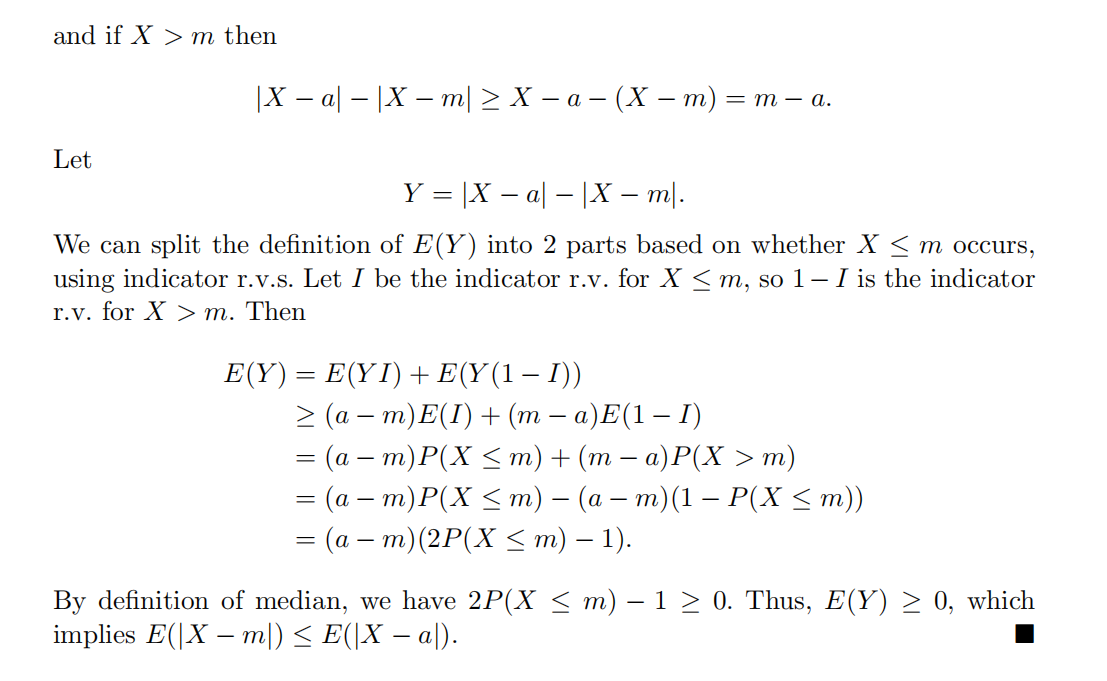 and if X > m then
|X − a| − |X − m| ≥ X − a − (X − m) = m − a.
Let
Y = |X − a| − |X − m|.
We can split the definition of E(Y) into 2 parts based on whether X ≤ m occurs,
using indicator r.v.s. Let I be the indicator r.v. for X ≤ m, so 1 − I is the indicator
r.v. for X > m. Then
E(Y) = E(YI) + E(Y(1 − I))
≥ (a − m)E(I) + (m − a)E(1 − I)
= (a − m)P(X ≤ m) + (m − a)P(X > m)
= (a − m)P(X ≤ m) − (a − m)(1 − P(X ≤ m))
= (a − m)(2P(X ≤ m) − 1).
By definition of median, we have 2P(X ≤ m) − 1 ≥ 0. Thus, E(Y) ≥ 0, which
implies E(|X − m|) ≤ E(|X − a|). ■